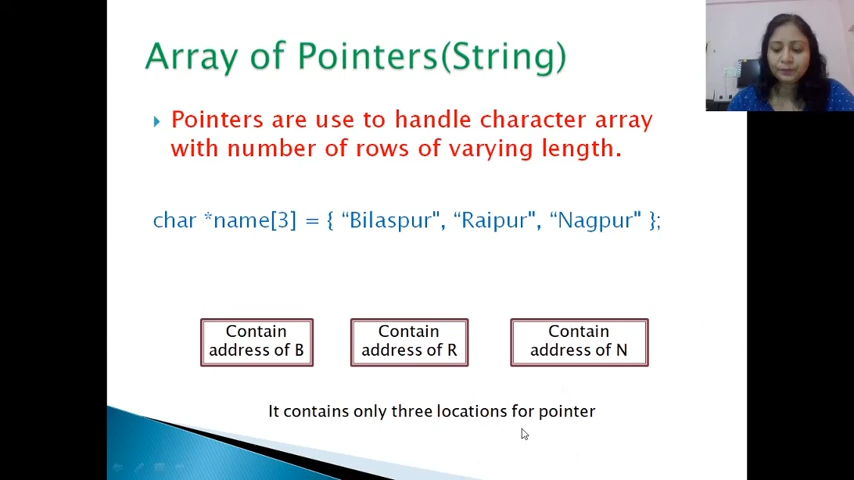 Array of Pointers(String)
Pointers are use to handle character array
with number of rows of varying length.
char *name[3] = { “Bilaspur", “Raipur", “Nagpur" };
Contain
address of B
Contain
address of R
Contain
address of N
It contains only three locations for pointer